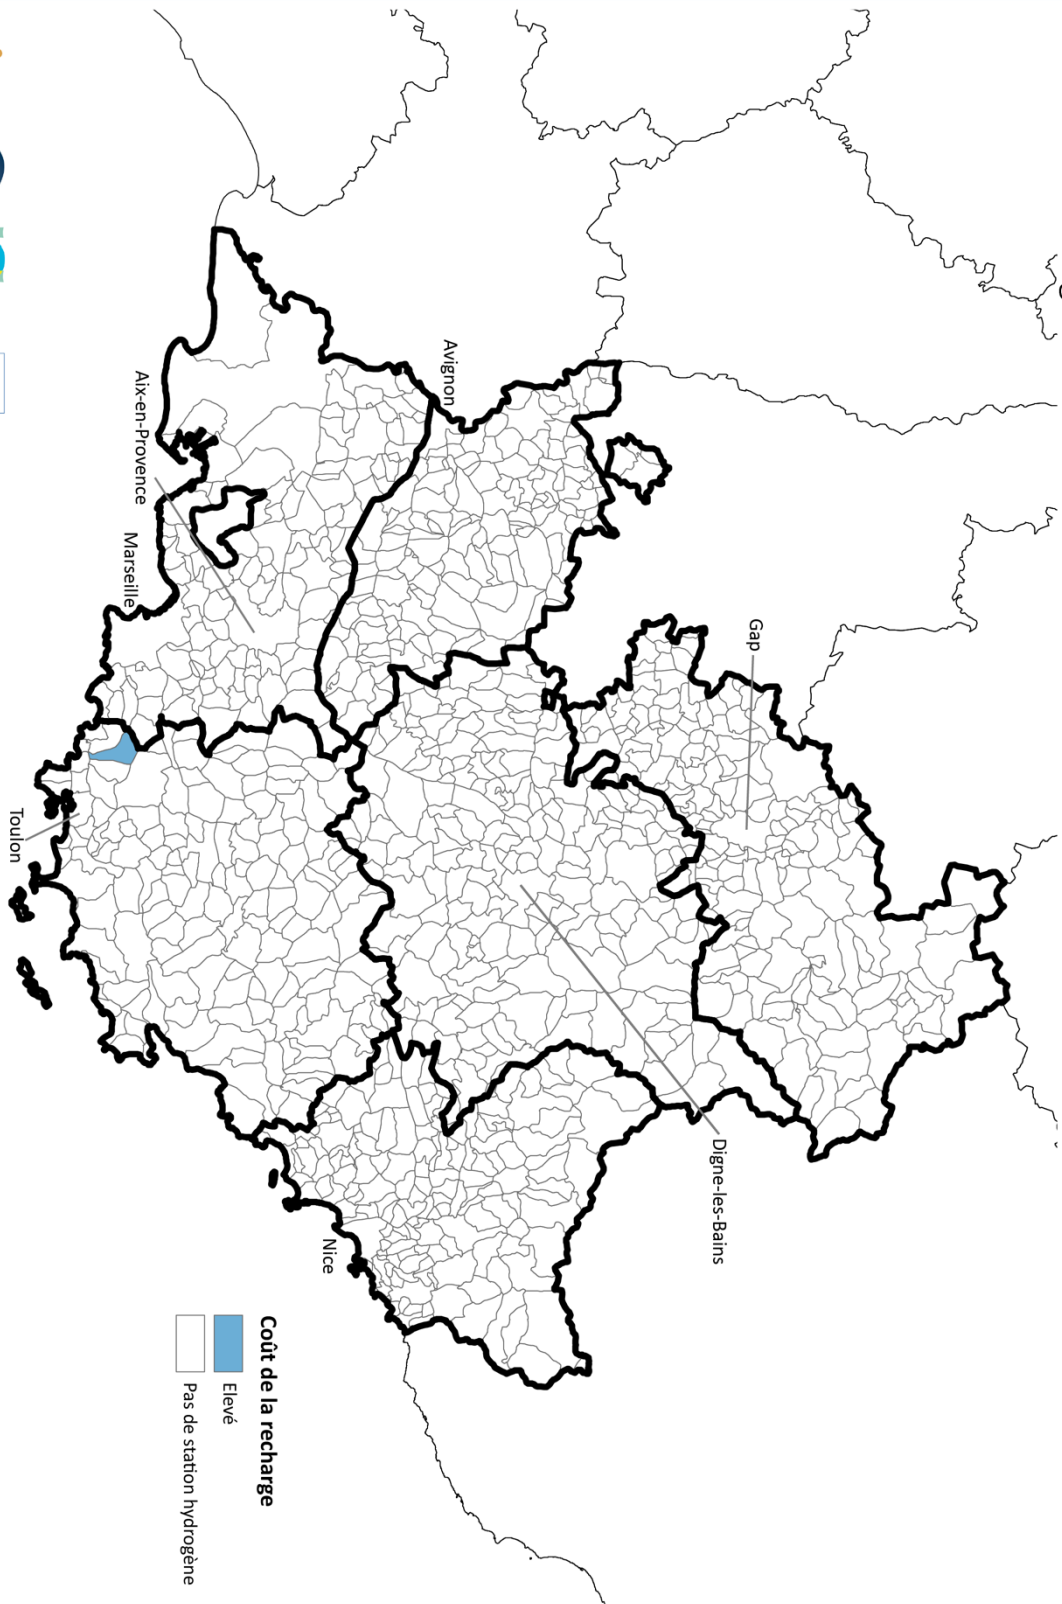 Gap
Digne-les-Bains
Avignon
Nice
Aix-en-Provence
Marseille
Toulon
Coût de la recharge
Elevé
Pas de station hydrogène